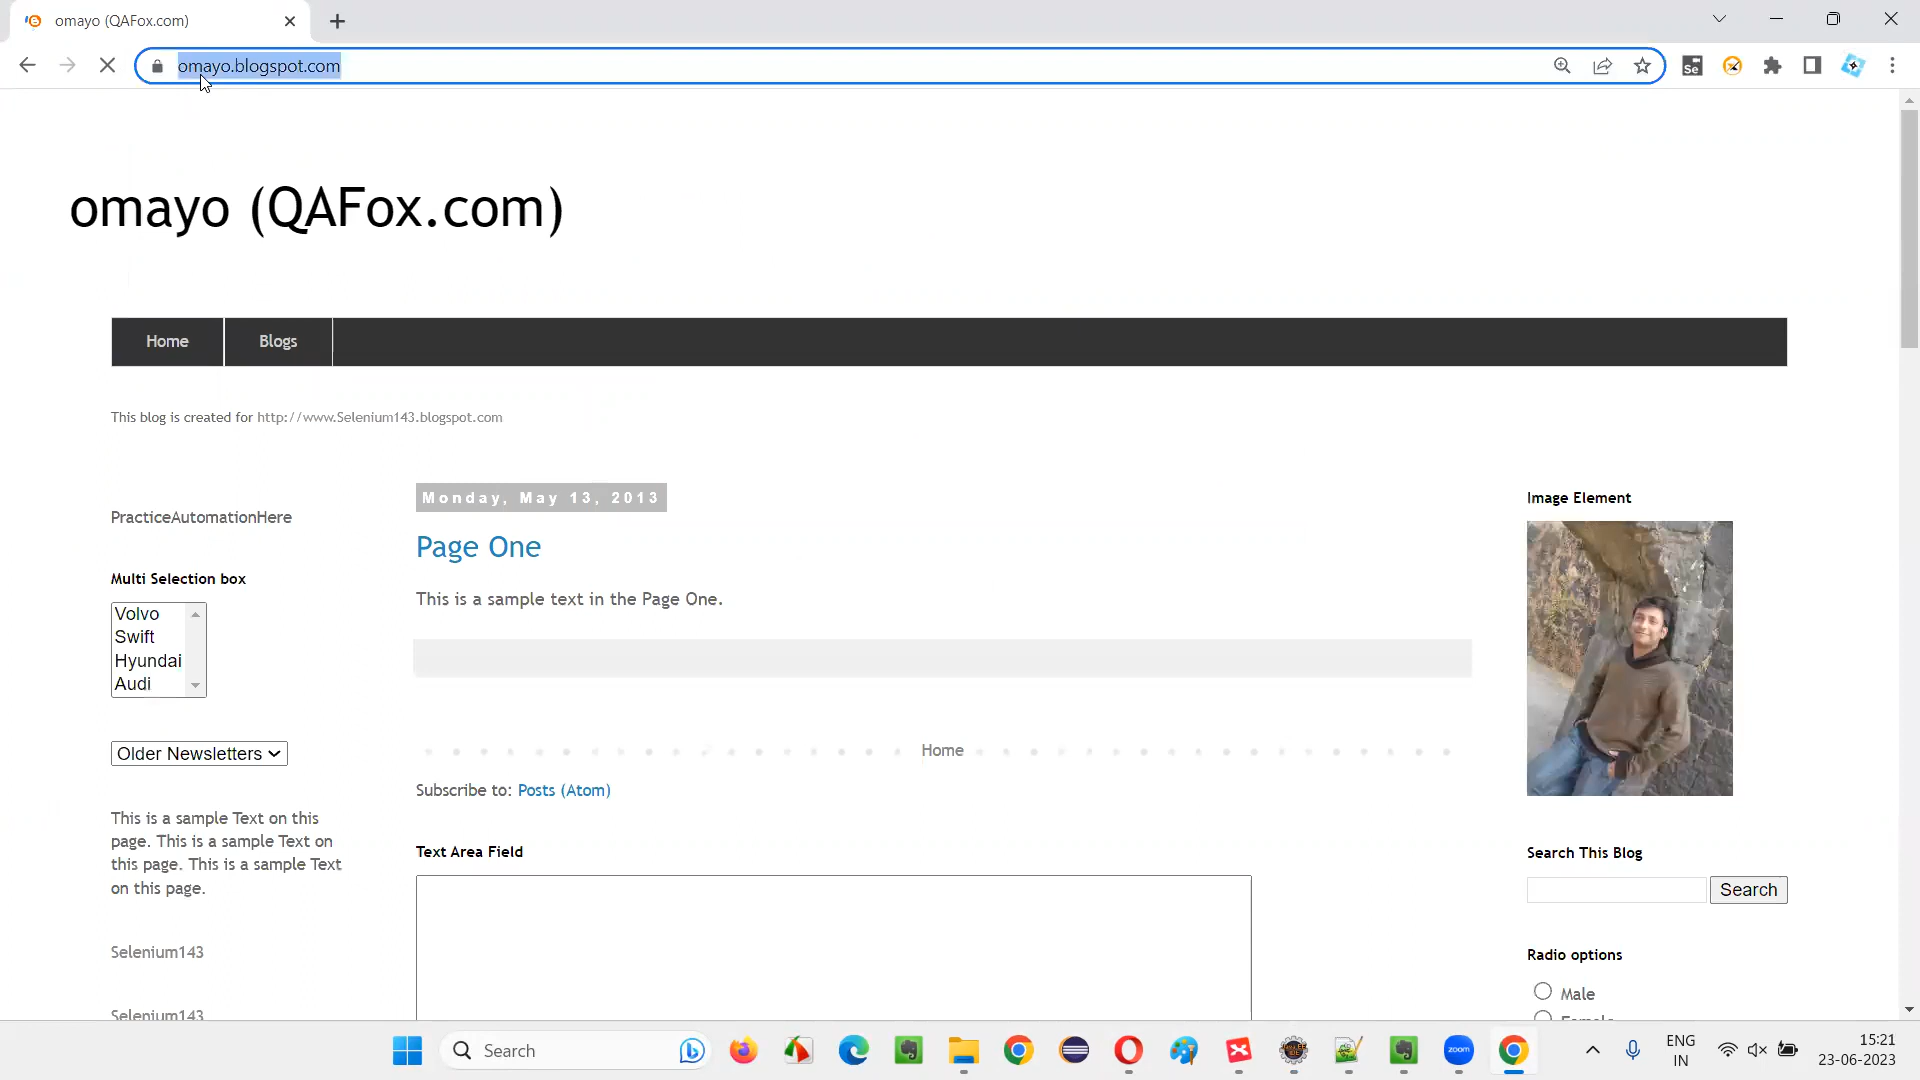 omayo (QAFox.com)
omayo.blogspot.com
Se
omayo (QAFox.com)
Home
Blogs
This blog is created for http://www.Selenium143.blogspot.com
PracticeAutomationHere
Multi Selection box
Volvo
Swift
Hyundai
Audi
Older Newsletters
This is a sample Text on this
page. This is a sample Text on
this page. This is a sample Text
on this page.
Selenium143
Selenium143
Monday, May 13, 2013
Page One
This is a sample text in the Page One.
Home
Subscribe to: Posts (Atom)
Text Area Field
Image Element
Search This Blog
Search
Radio options
Male
Female
Search
zoom
ENG
IN
15:21
23-06-2023